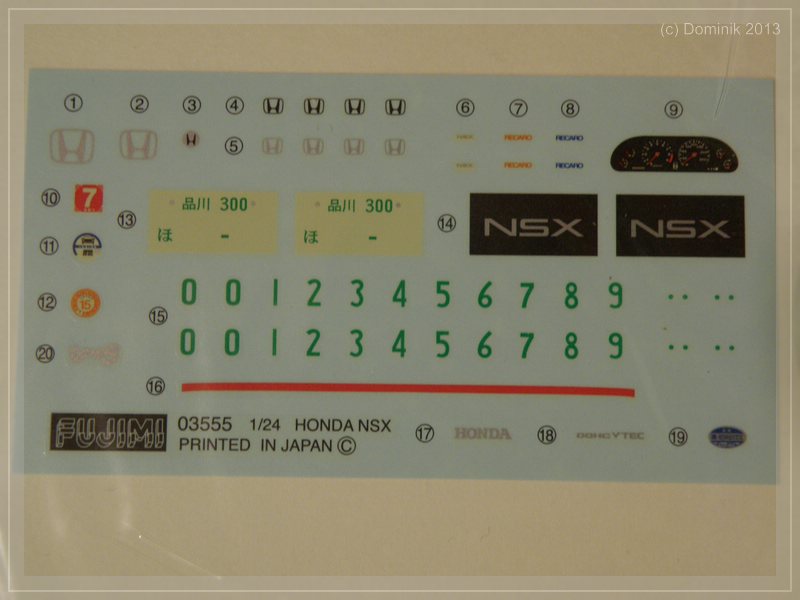 (c) Dominik 2013
① ② ③ ④ ⑥ ⑦ ⑧ ⑨
⑤
RECARO RECARO
RECARO RECARO
⑩ 7
⑬ 品川 300 品川 300
ほ - ほ -
⑭ NSX NSX
⑪
⑫ 15
⑮ 0 0 1 2 3 4 5 6 7 8 9 ·· ··
0 0 1 2 3 4 5 6 7 8 9 ·· ··
⑳
⑯
FUJIMI 03555 1/24 HONDA NSX
PRINTED IN JAPAN Ⓒ
⑰ HONDA ⑱ DOHC VTEC ⑲